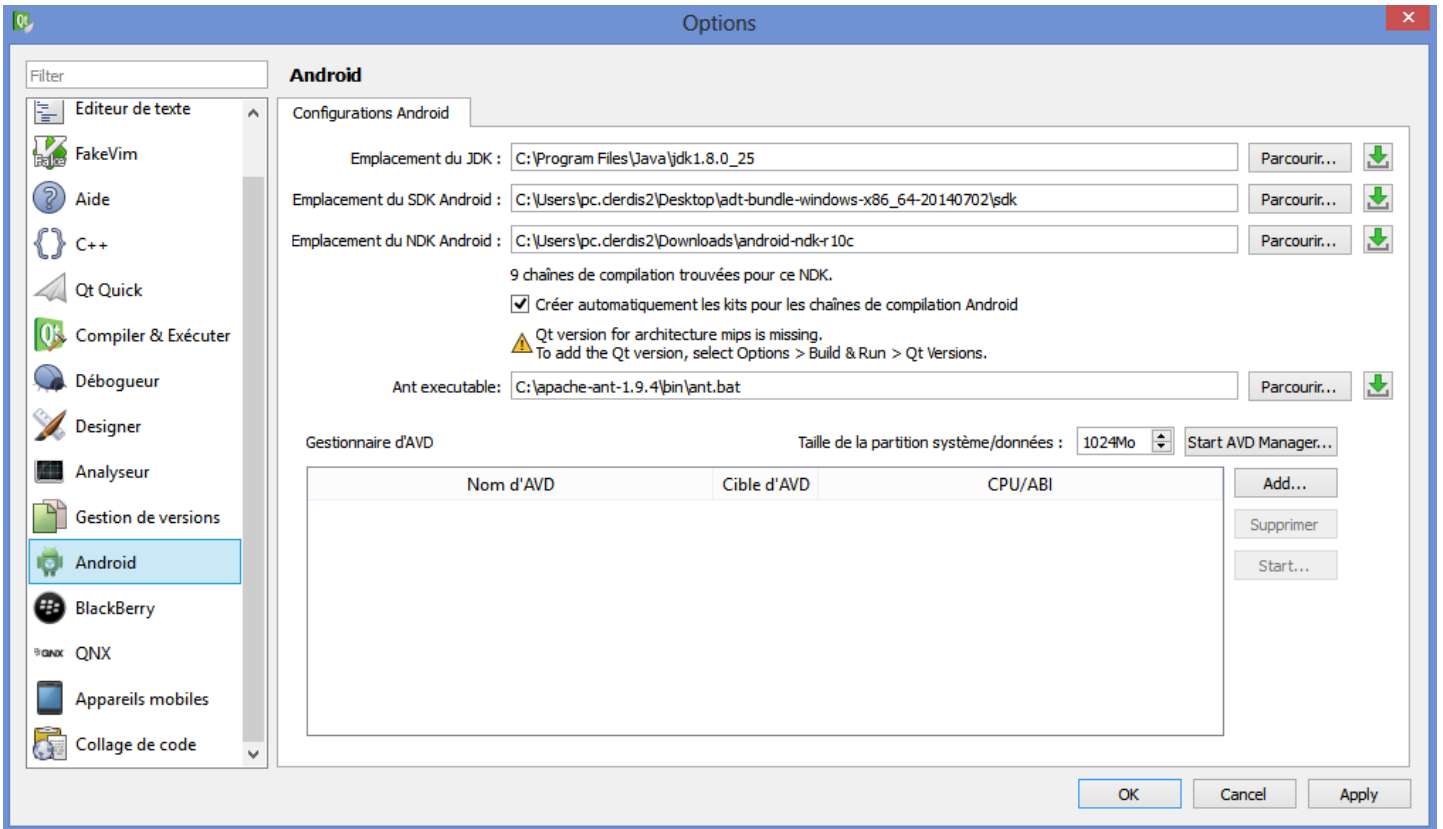 Options
Filter
Editeur de texte
FakeVim
Aide
C++
Qt Quick
Compiler & Exécuter
Débogueur
Designer
Analyseur
Gestion de versions
Android
BlackBerry
QNX
Appareils mobiles
Collage de code
Android
Configurations Android
Emplacement du JDK : C:\Program Files\Java\jdk1.8.0_25 Parcourir...
Emplacement du SDK Android : C:\Users\pc.clerdis2\Desktop\adt-bundle-windows-x86_64-20140702\sdk Parcourir...
Emplacement du NDK Android : C:\Users\pc.clerdis2\Downloads\android-ndk-r10c Parcourir...
9 chaînes de compilation trouvées pour ce NDK.
Créer automatiquement les kits pour les chaînes de compilation Android
Qt version for architecture mips is missing.
To add the Qt version, select Options > Build & Run > Qt Versions.
Ant executable: C:\apache-ant-1.9.4\bin\ant.bat Parcourir...
Gestionnaire d'AVD Taille de la partition système/données : 1024Mo Start AVD Manager...
Nom d'AVD Cible d'AVD CPU/ABI Add...
Supprimer
Start...
OK Cancel Apply